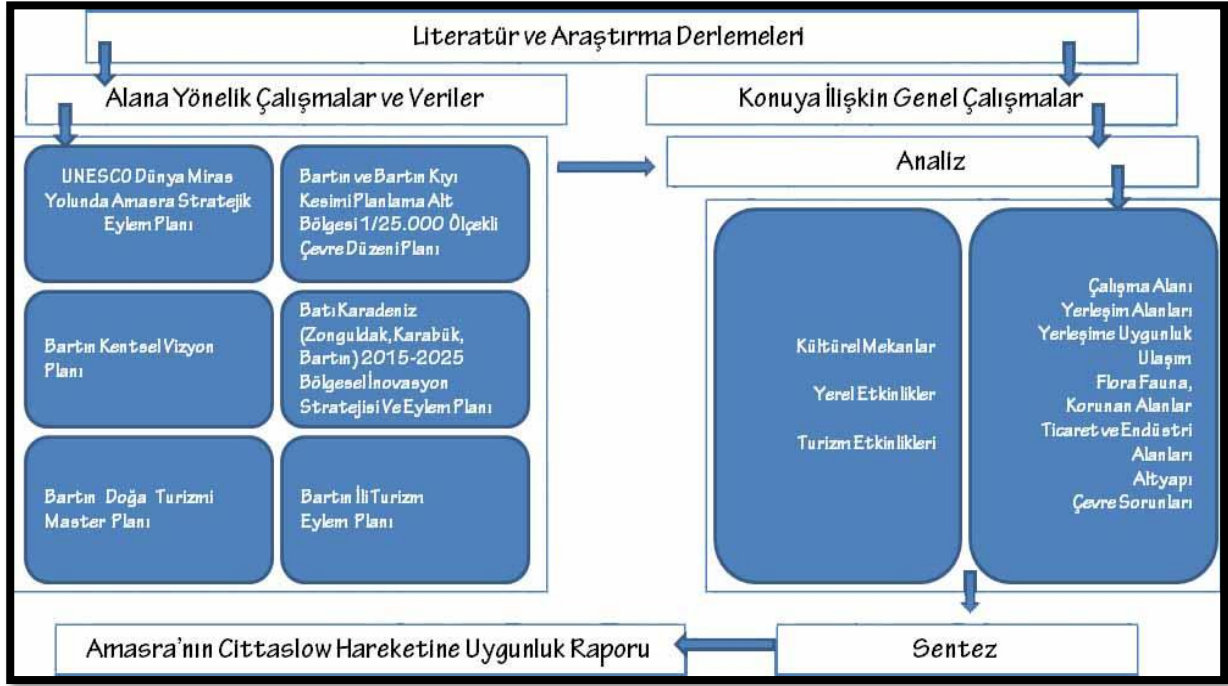 Literatür ve Araştırma Derlemeleri
Alana Yönelik Çalışmalar ve Veriler
Konuya İlişkin Genel Çalışmalar
Analiz
UNESCO Dünya Miras
Yolunda Amasra Stratejik
Eylem Planı
Bartın ve Bartın Kıyı
Kesimi Planlama Alt
Bölgesi 1/25.000 Ölçekli
Çevre Düzeni Planı
Bartın Kentsel Vizyon
Planı
Batı Karadeniz
(Zonguldak, Karabük,
Bartın) 2015-2025
Bölgesel İnovasyon
Stratejisi Ve Eylem Planı
Bartın Doğa Turizmi
Master Planı
Bartın İli Turizm
Eylem Planı
Kültürel Mekanlar
Yerel Etkinlikler
Turizm Etkinlikleri
Çalışma Alanı
Yerleşim Alanları
Yerleşime Uygunluk
Ulaşım
Flora Fauna,
Korunan Alanlar
Ticaret ve Endüstri
Alanları
Altyapı
Çevre Sorunları
Sentez
Amasra'nın Cittaslow Hareketine Uygunluk Raporu